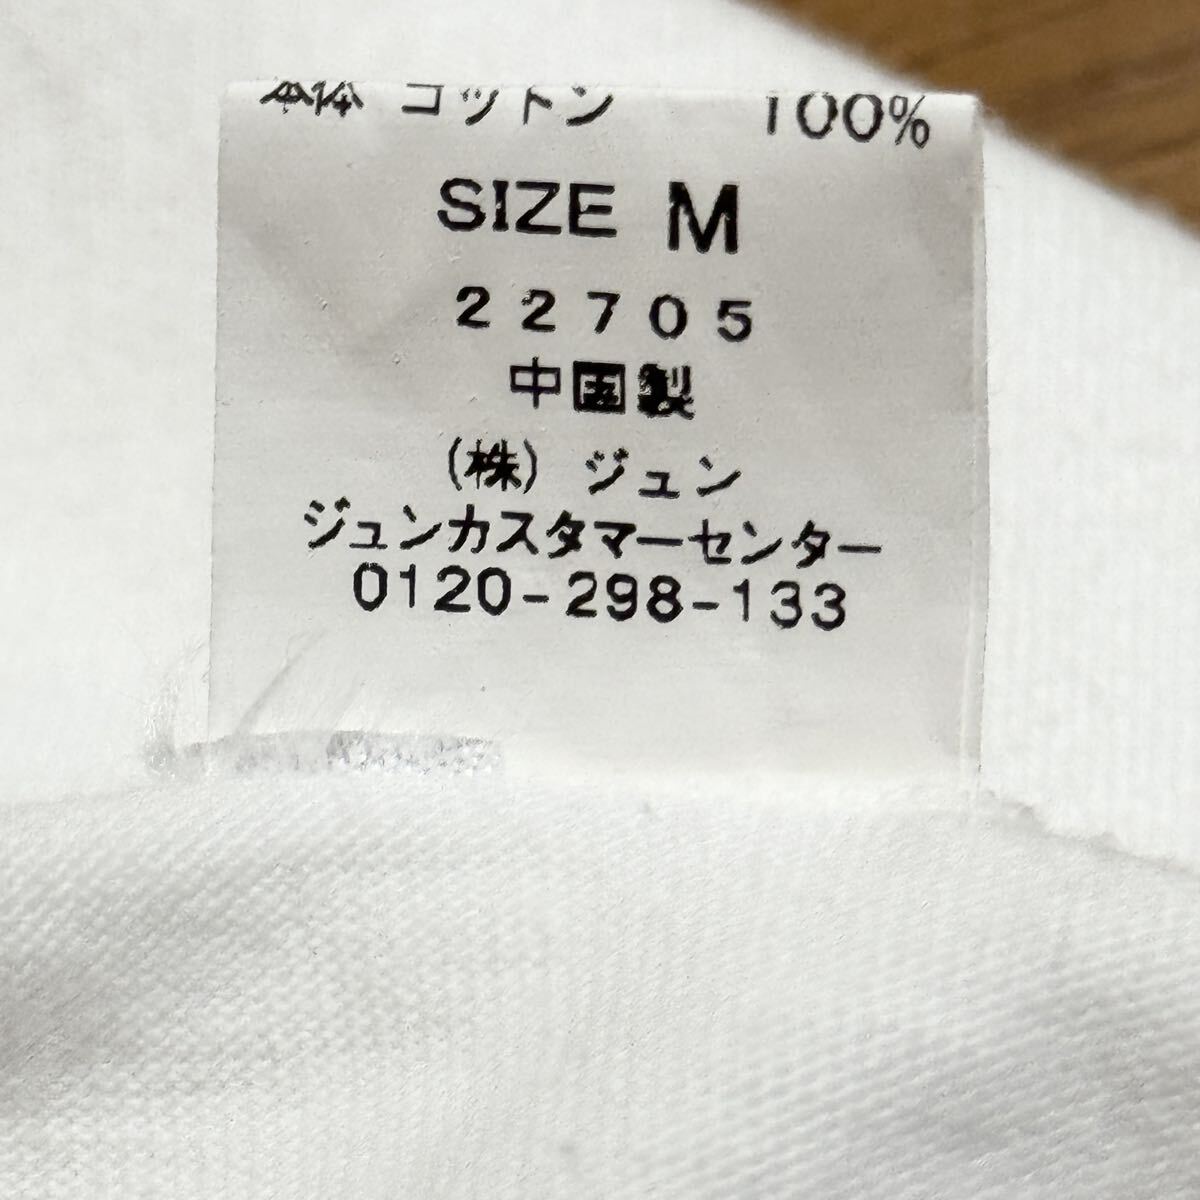 本体 コットン 100%
SIZE M
22705
中国製
(株) ジュン
ジュンカスタマーセンター
0120-298-133